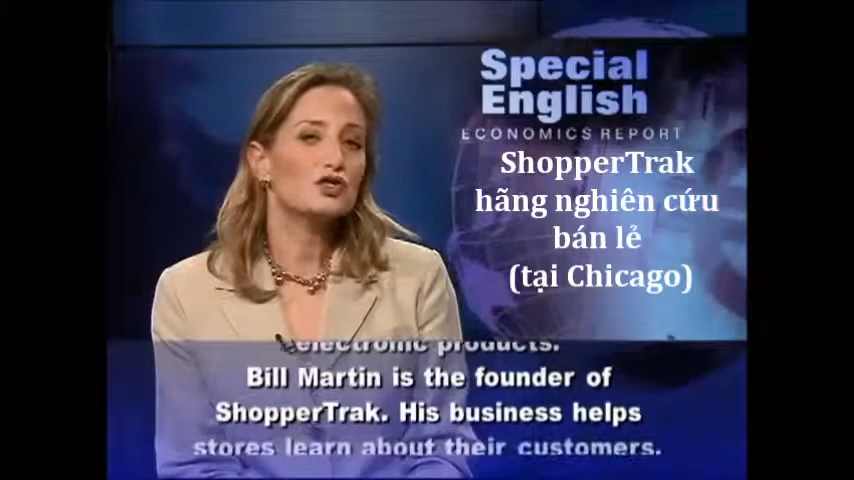 Special
English
ECONOMICS REPORT
ShopperTrak
hãng nghiên cứu
bán lẻ
(tại Chicago)
electronic products.
Bill Martin is the founder of
ShopperTrak. His business helps
stores learn about their customers.